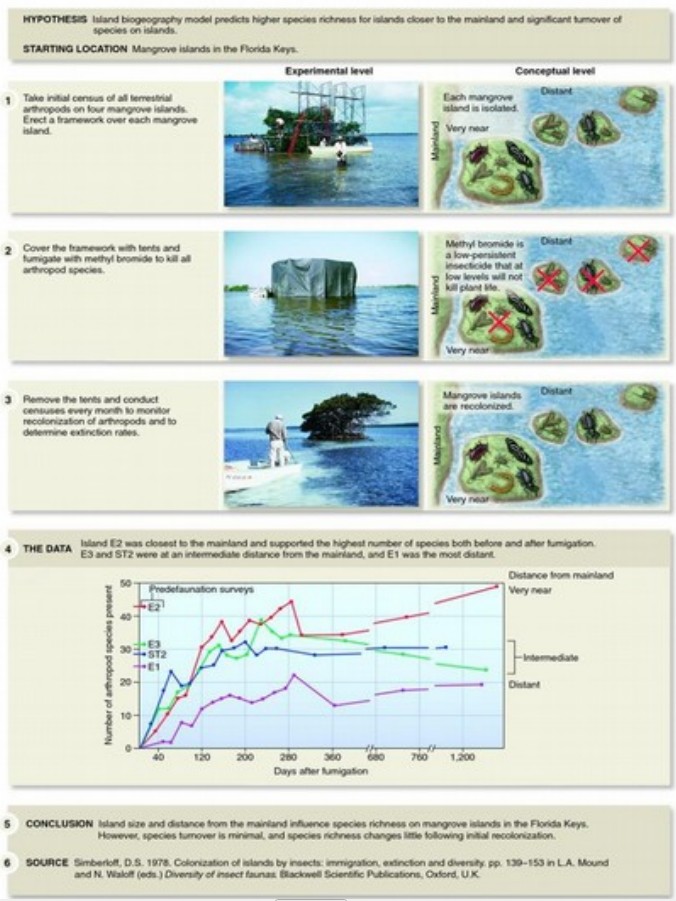 HYPOTHESIS Island biogeography model predicts higher species richness for islands closer to the mainland and significant turnover of
species on islands.
STARTING LOCATION Mangrove islands in the Florida Keys.
Experimental level
Conceptual level
1
Take initial census of all terrestrial
arthropods on four mangrove islands.
Erect a framework over each mangrove
island.
Each mangrove
island is isolated.
Distant
Very near
Mainland
2
Cover the framework with tents and
fumigate with methyl bromide to kill all
arthropod species.
Methyl bromide is
a low-persistent
insecticide that at
low levels will not
kill plant life.
Distant
Mainland
Very near
3
Remove the tents and conduct
censuses every month to monitor
recolonization of arthropods and to
determine extinction rates.
Mangrove islands
are recolonized.
Distant
Mainland
Very near
4 THE DATA Island E2 was closest to the mainland and supported the highest number of species both before and after fumigation.
E3 and ST2 were at an intermediate distance from the mainland, and E1 was the most distant.
Number of arthropod species present
50
40
30
20
10
0
Predefaunation surveys
E2
E3
ST2
E1
Distance from mainland
Very near
Intermediate
Distant
40 120 200 280 360 680 760 1,200
Days after fumigation
5 CONCLUSION Island size and distance from the mainland influence species richness on mangrove islands in the Florida Keys.
However, species turnover is minimal, and species richness changes little following initial recolonization.
6 SOURCE Simberloff, D.S. 1978. Colonization of islands by insects: immigration, extinction and diversity. pp. 139–153 in L.A. Mound
and N. Waloff (eds.) Diversity of insect faunas. Blackwell Scientific Publications, Oxford, U.K.